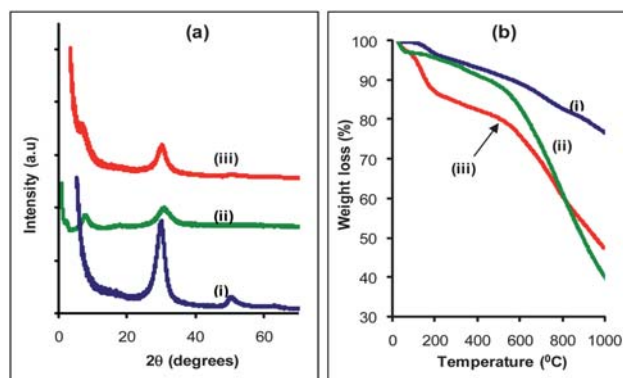 (a)
Intensity (a.u)
(iii)
(ii)
(i)
0 20 40 60
2θ (degrees)
(b)
Weight loss (%)
100
90
80
70
60
50
40
30
(i)
(ii)
(iii)
0 200 400 600 800 1000
Temperature (⁰C)